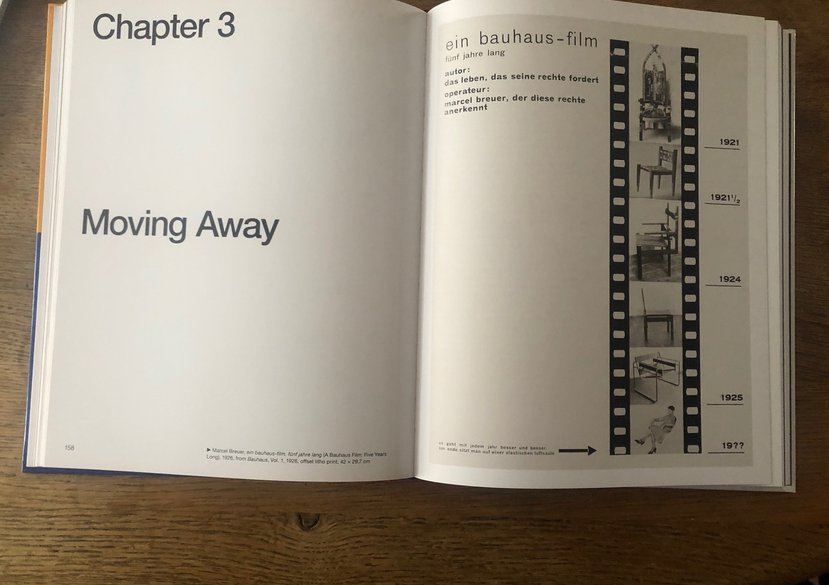 Chapter 3
Moving Away
158
▶ Marcel Breuer, ein bauhaus-film, fünf jahre lang (A Bauhaus Film: Five Years
Long), 1926, from Bauhaus, Vol. 1, 1926, offset litho print, 42 × 29.7 cm
ein bauhaus-film
fünf jahre lang
autor:
das leben, das seine rechte fordert
operateur:
marcel breuer, der diese rechte
anerkennt
1921
1921½
1924
1925
19??
es geht mit jedem jahr besser und besser.
am ende sitzt man auf einer elastischen luftsäule